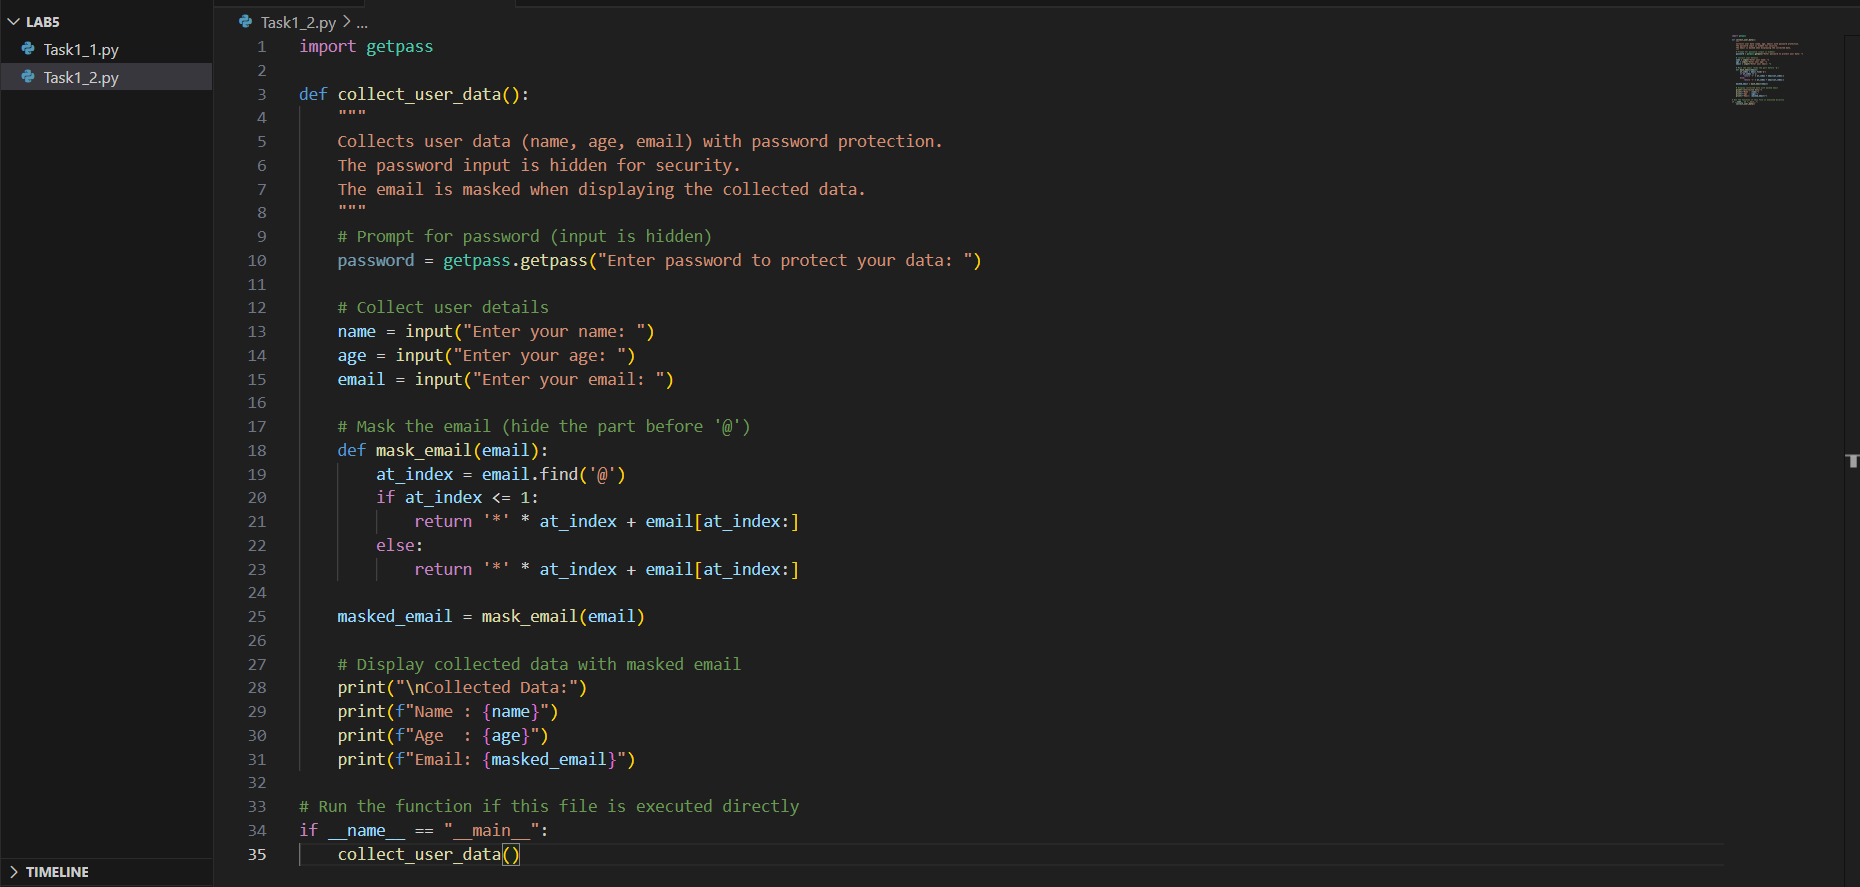 LAB5
Task1_1.py
Task1_2.py
TIMELINE
Task1_2.py > ...
1 import getpass
2
3 def collect_user_data():
4     """
5     Collects user data (name, age, email) with password protection.
6     The password input is hidden for security.
7     The email is masked when displaying the collected data.
8     """
9     # Prompt for password (input is hidden)
10     password = getpass.getpass("Enter password to protect your data: ")
11
12     # Collect user details
13     name = input("Enter your name: ")
14     age = input("Enter your age: ")
15     email = input("Enter your email: ")
16
17     # Mask the email (hide the part before '@')
18     def mask_email(email):
19         at_index = email.find('@')
20         if at_index <= 1:
21             return '*' * at_index + email[at_index:]
22         else:
23             return '*' * at_index + email[at_index:]
24
25     masked_email = mask_email(email)
26
27     # Display collected data with masked email
28     print("\nCollected Data:")
29     print(f"Name : {name}")
30     print(f"Age  : {age}")
31     print(f"Email: {masked_email}")
32
33 # Run the function if this file is executed directly
34 if __name__ == "__main__":
35     collect_user_data()